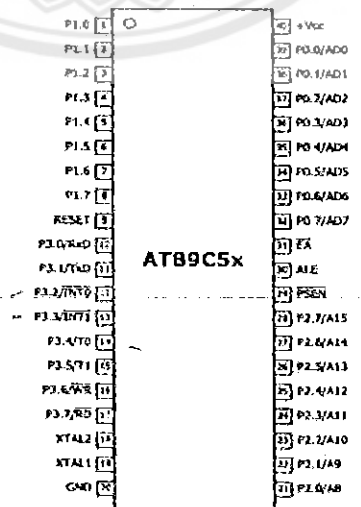 P1.0 1 40 +Vcc
P1.1 2 39 P0.0/AD0
P1.2 3 38 P0.1/AD1
P1.3 4 37 P0.2/AD2
P1.4 5 36 P0.3/AD3
P1.5 6 35 P0.4/AD4
P1.6 7 34 P0.5/AD5
P1.7 8 33 P0.6/AD6
RESET 9 32 P0.7/AD7
P3.0/RxD 10 31 EA
P3.1/TxD 11 30 ALE
AT89C5x
P3.2/INT0 12 29 PSEN
P3.3/INT1 13 28 P2.7/A15
P3.4/T0 14 27 P2.6/A14
P3.5/T1 15 26 P2.5/A13
P3.6/WR 16 25 P2.4/A12
P3.7/RD 17 24 P2.3/A11
XTAL2 18 23 P2.2/A10
XTAL1 19 22 P2.1/A9
GND 20 21 P2.0/A8